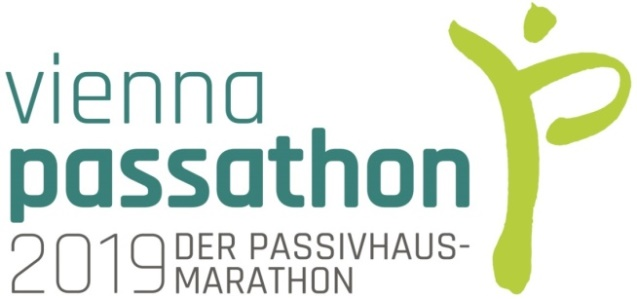 vienna
passathon
2019 DER PASSIVHAUS-
MARATHON